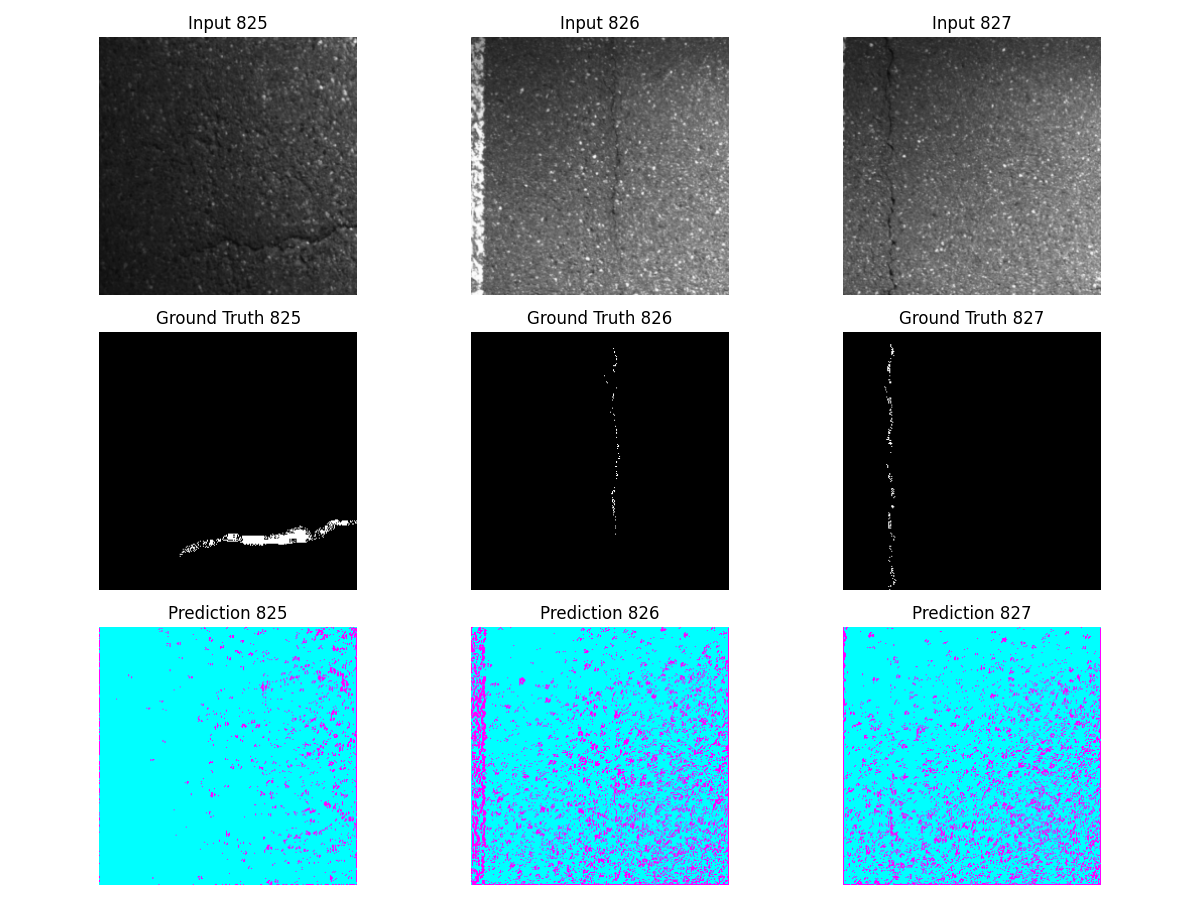 Input 825
Input 826
Input 827
Ground Truth 825
Ground Truth 826
Ground Truth 827
Prediction 825
Prediction 826
Prediction 827